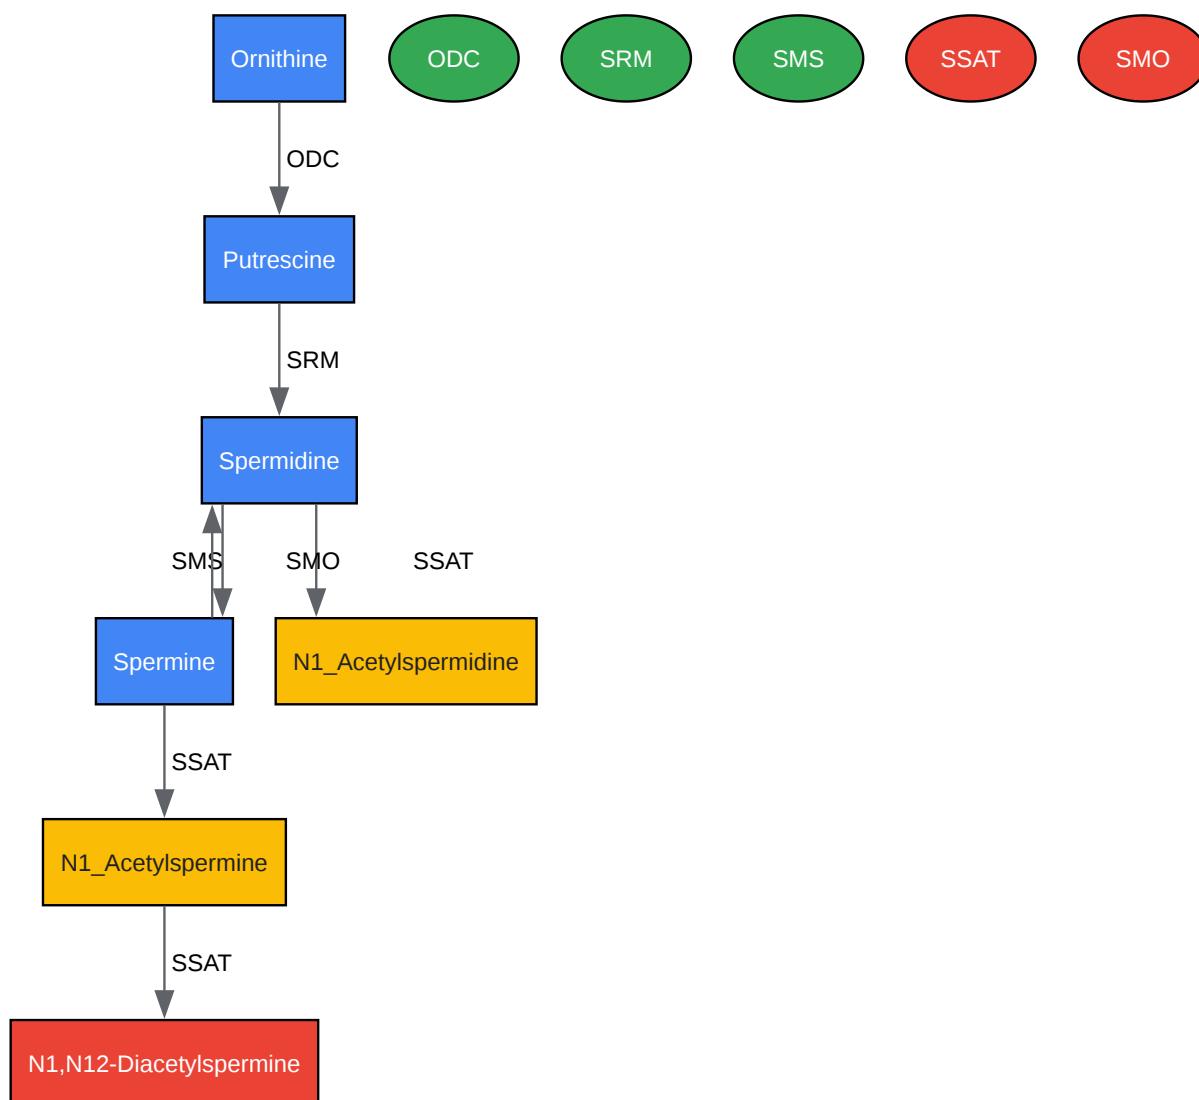 Ornithine
ODC
SRM
SMS
SSAT
SMO
ODC
Putrescine
SRM
Spermidine
SMS
SMO
SSAT
Spermine
N1_Acetylspermidine
SSAT
N1_Acetylspermine
SSAT
N1,N12-Diacetylspermine